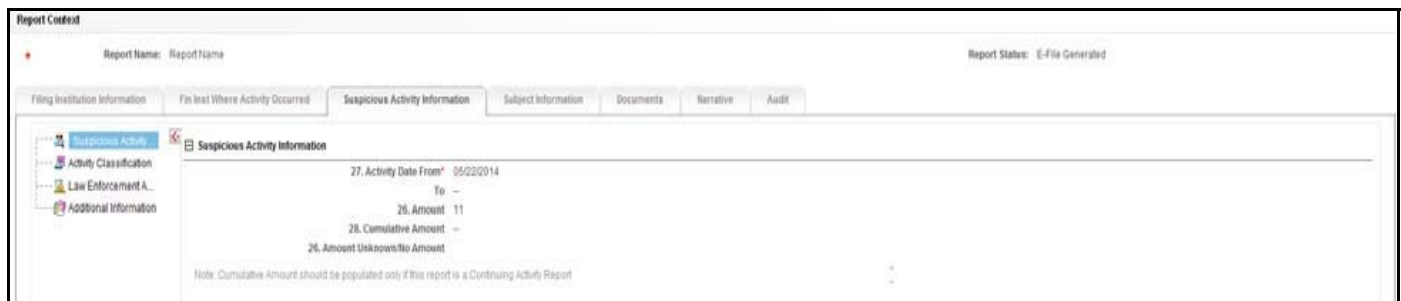 Report Context
Report Name: Report Name Report Status: E-File Generated
Filing Institution Information Fin Inst Where Activity Occurred Suspicious Activity Information Subject Information Documents Narrative Audit
Suspicious Activity ...
Suspicious Activity Information
27. Activity Date From* 05/22/2014
Activity Classification
To --
Law Enforcement A...
26. Amount 11
Additional Information
28. Cumulative Amount --
26. Amount Unknown/No Amount
Note: Cumulative Amount should be populated only if this report is a Continuing Activity Report